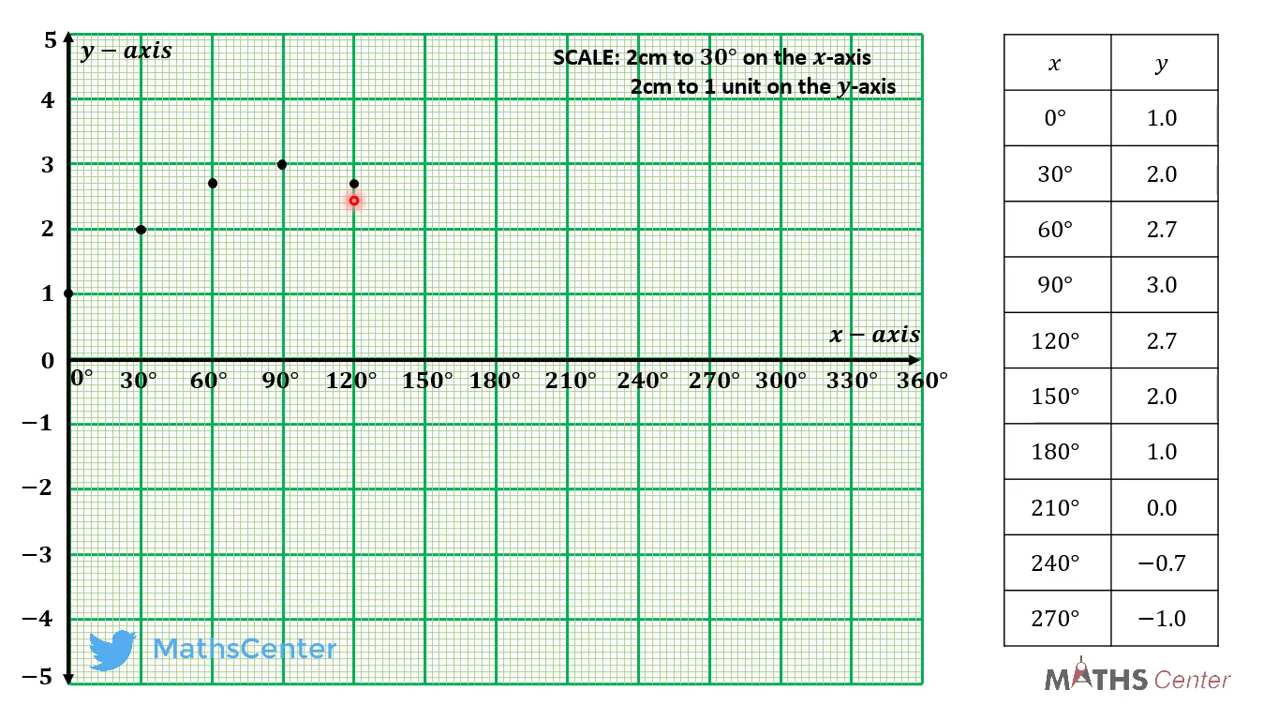 5
y – axis
SCALE: 2cm to 30° on the x-axis
2cm to 1 unit on the y-axis
4
3
2
1
x – axis
0
0° 30° 60° 90° 120° 150° 180° 210° 240° 270° 300° 330° 360°
−1
−2
−3
−4
−5
MathsCenter
x y
0° 1.0
30° 2.0
60° 2.7
90° 3.0
120° 2.7
150° 2.0
180° 1.0
210° 0.0
240° −0.7
270° −1.0
MATHS Center